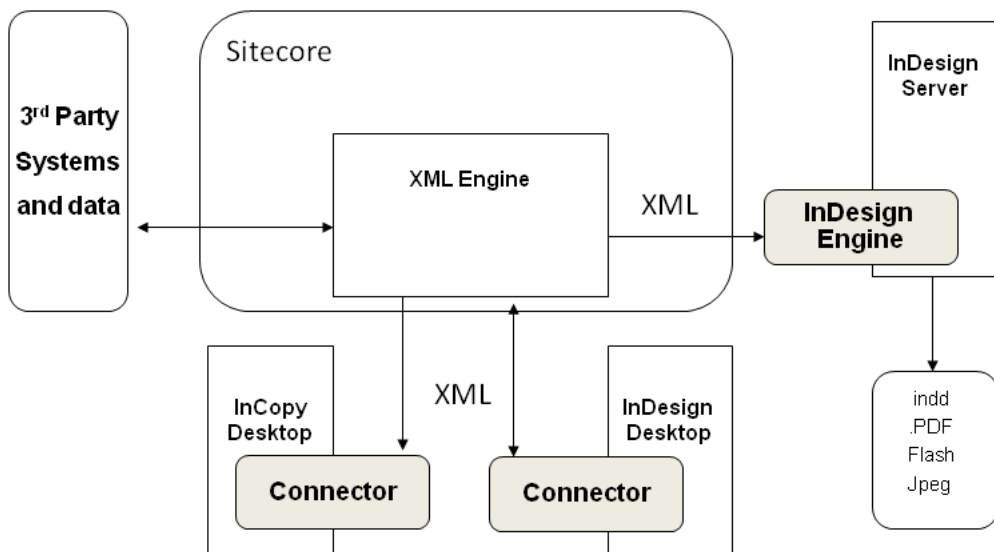 Sitecore
3rd Party
Systems
and data
XML Engine
XML
InDesign
Server
InDesign
Engine
InCopy
Desktop
XML
InDesign
Desktop
Connector
Connector
indd
.PDF
Flash
Jpeg